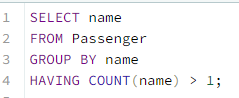 1 SELECT name
2 FROM Passenger
3 GROUP BY name
4 HAVING COUNT(name) > 1;